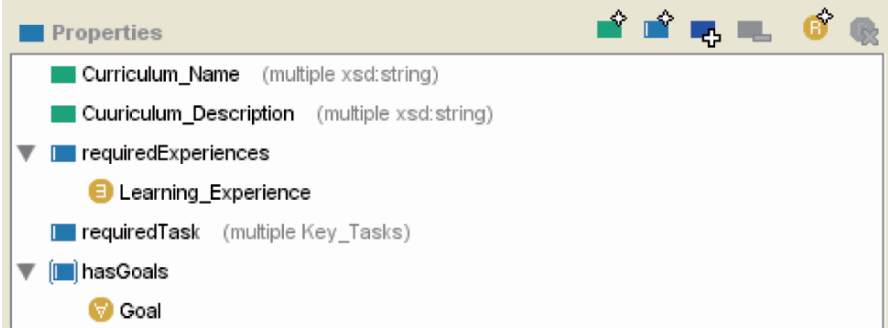 Properties
R
Curriculum_Name (multiple xsd:string)
Cuuriculum_Description (multiple xsd:string)
requiredExperiences
∃ Learning_Experience
requiredTask (multiple Key_Tasks)
hasGoals
∀ Goal